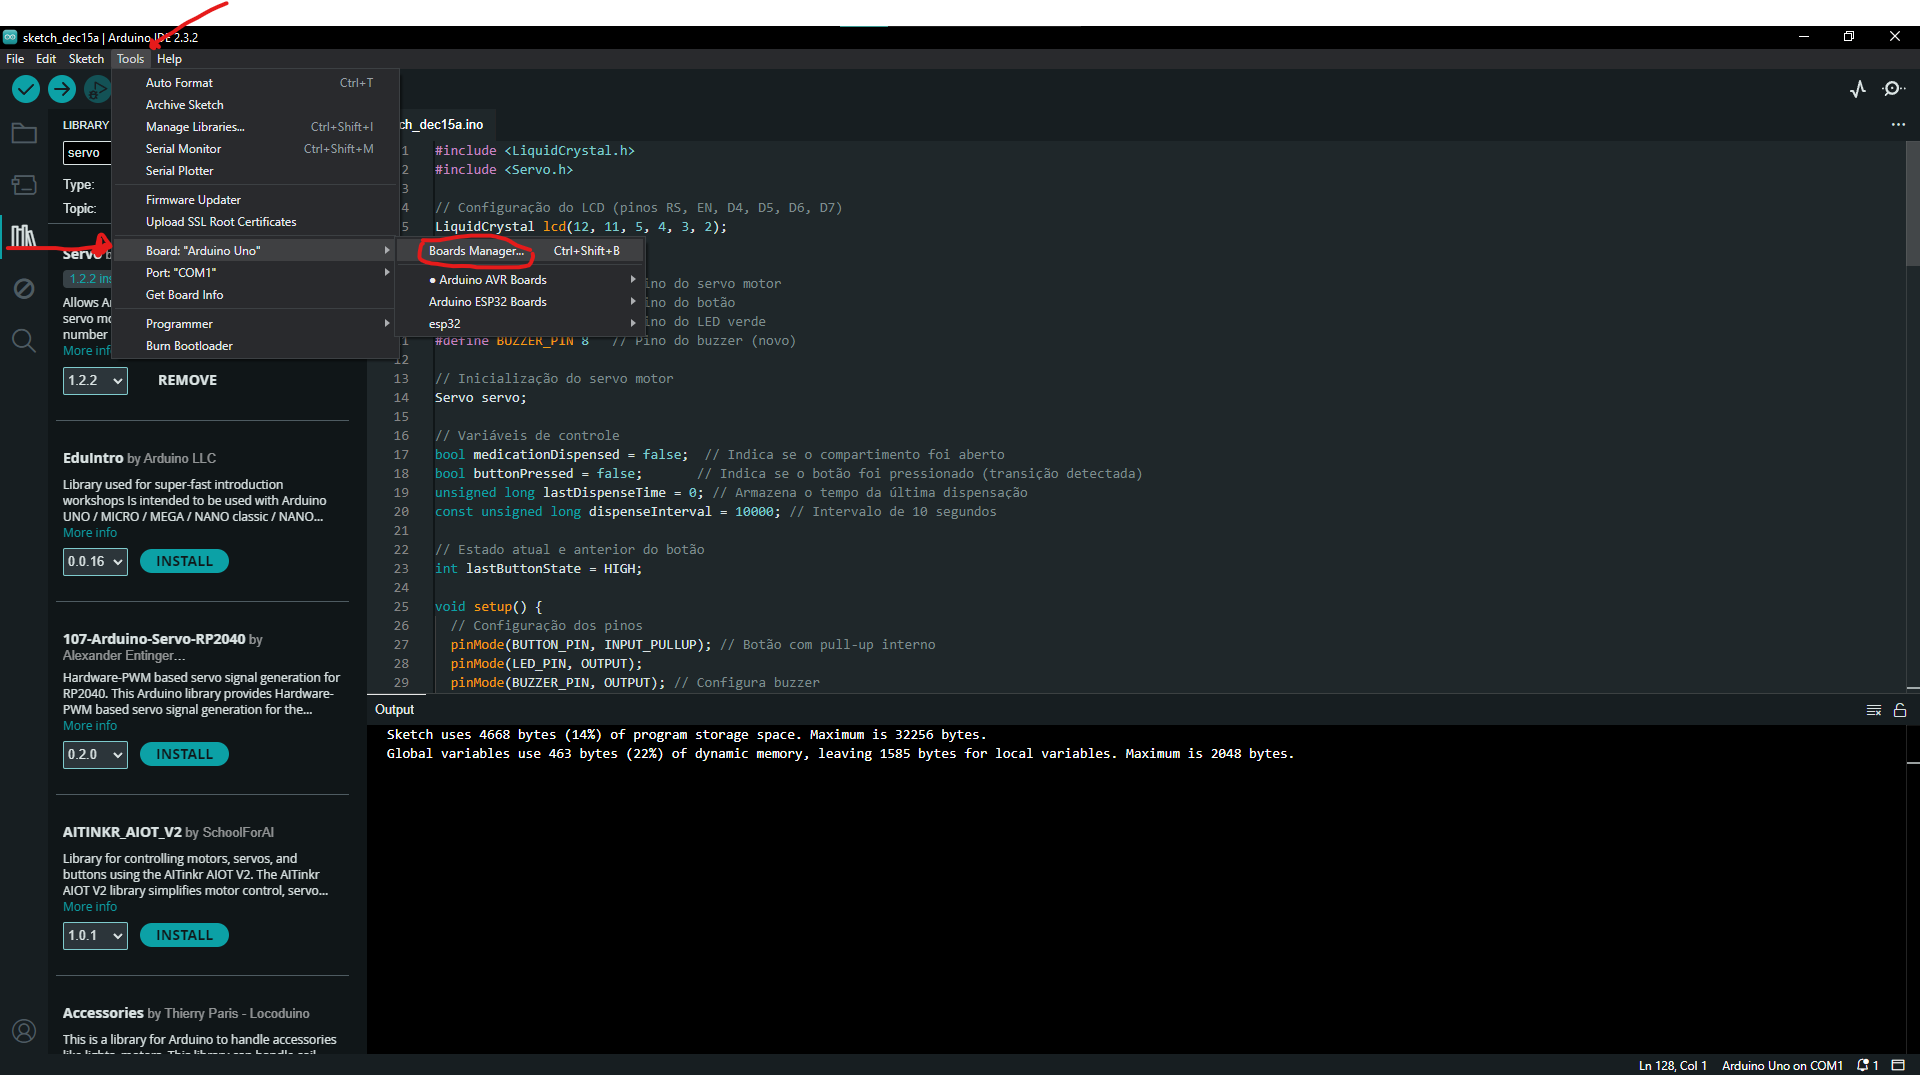 sketch_dec15a | Arduino IDE 2.3.2
File Edit Sketch Tools Help
Auto Format Ctrl+T
Archive Sketch
Manage Libraries... Ctrl+Shift+I
Serial Monitor Ctrl+Shift+M
Serial Plotter
Firmware Updater
Upload SSL Root Certificates
Board: "Arduino Uno"
Port: "COM1"
Get Board Info
Programmer
Burn Bootloader
Boards Manager... Ctrl+Shift+B
● Arduino AVR Boards
Arduino ESP32 Boards
esp32
LIBRARY
servo
Type:
Topic:
Servo
1.2.2 ins
Allows
servo mo
number
More info
1.2.2 REMOVE
EduIntro by Arduino LLC
Library used for super-fast introduction
workshops Is intended to be used with Arduino
UNO / MICRO / MEGA / NANO classic / NANO...
More info
0.0.16 INSTALL
107-Arduino-Servo-RP2040 by
Alexander Entinger...
Hardware-PWM based servo signal generation for
RP2040. This Arduino library provides Hardware-
PWM based servo signal generation for the...
More info
0.2.0 INSTALL
AITINKR_AIOT_V2 by SchoolForAI
Library for controlling motors, servos, and
buttons using the AITinkr AIOT V2. The AITinkr
AIOT V2 library simplifies motor control, servo...
More info
1.0.1 INSTALL
Accessories by Thierry Paris - Locoduino
This is a library for Arduino to handle accessories
ch_dec15a.ino
1 #include <LiquidCrystal.h>
2 #include <Servo.h>
3
4 // Configuração do LCD (pinos RS, EN, D4, D5, D6, D7)
5 LiquidCrystal lcd(12, 11, 5, 4, 3, 2);
ino do servo motor
ino do botão
ino do LED verde
1 #define BUZZER_PIN 8 // Pino do buzzer (novo)
12
13 // Inicialização do servo motor
14 Servo servo;
15
16 // Variáveis de controle
17 bool medicationDispensed = false; // Indica se o compartimento foi aberto
18 bool buttonPressed = false; // Indica se o botão foi pressionado (transição detectada)
19 unsigned long lastDispenseTime = 0; // Armazena o tempo da última dispensação
20 const unsigned long dispenseInterval = 10000; // Intervalo de 10 segundos
21
22 // Estado atual e anterior do botão
23 int lastButtonState = HIGH;
24
25 void setup() {
26 // Configuração dos pinos
27 pinMode(BUTTON_PIN, INPUT_PULLUP); // Botão com pull-up interno
28 pinMode(LED_PIN, OUTPUT);
29 pinMode(BUZZER_PIN, OUTPUT); // Configura buzzer
Output
Sketch uses 4668 bytes (14%) of program storage space. Maximum is 32256 bytes.
Global variables use 463 bytes (22%) of dynamic memory, leaving 1585 bytes for local variables. Maximum is 2048 bytes.
Ln 128, Col 1 Arduino Uno on COM1 1